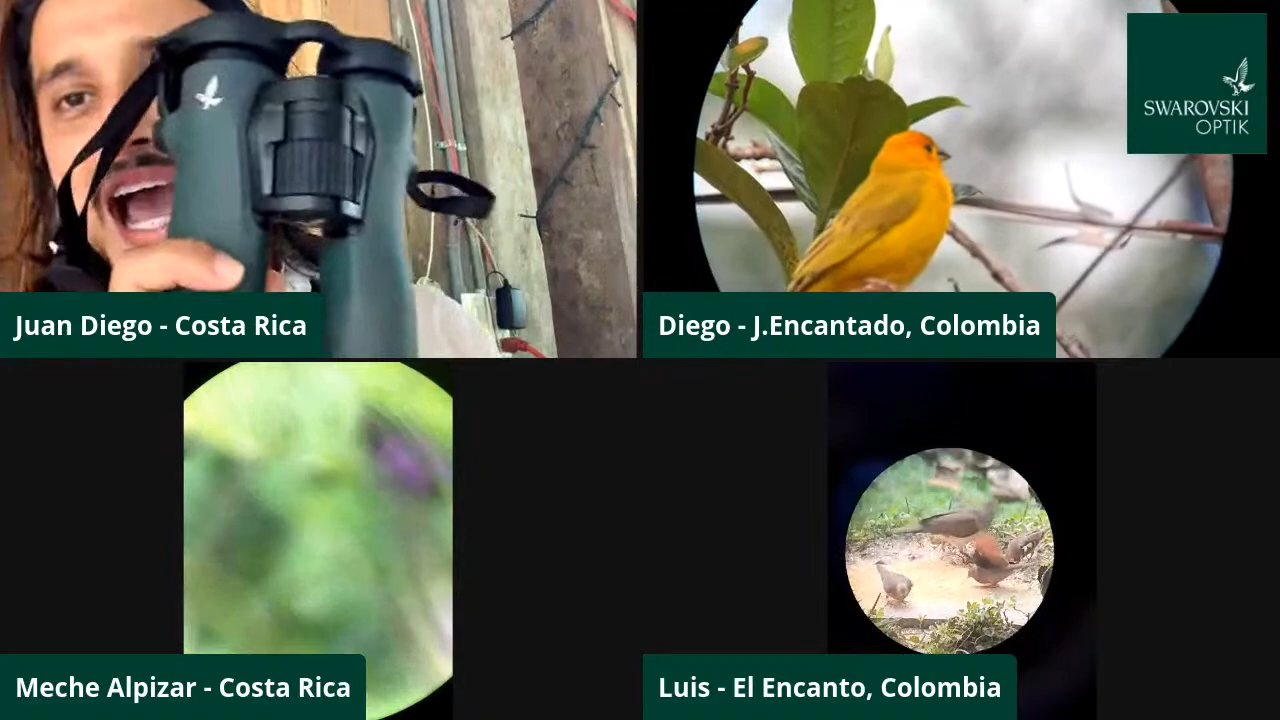 SWAROVSKI
OPTIK
Juan Diego - Costa Rica
Diego - J.Encantado, Colombia
Meche Alpizar - Costa Rica
Luis - El Encanto, Colombia